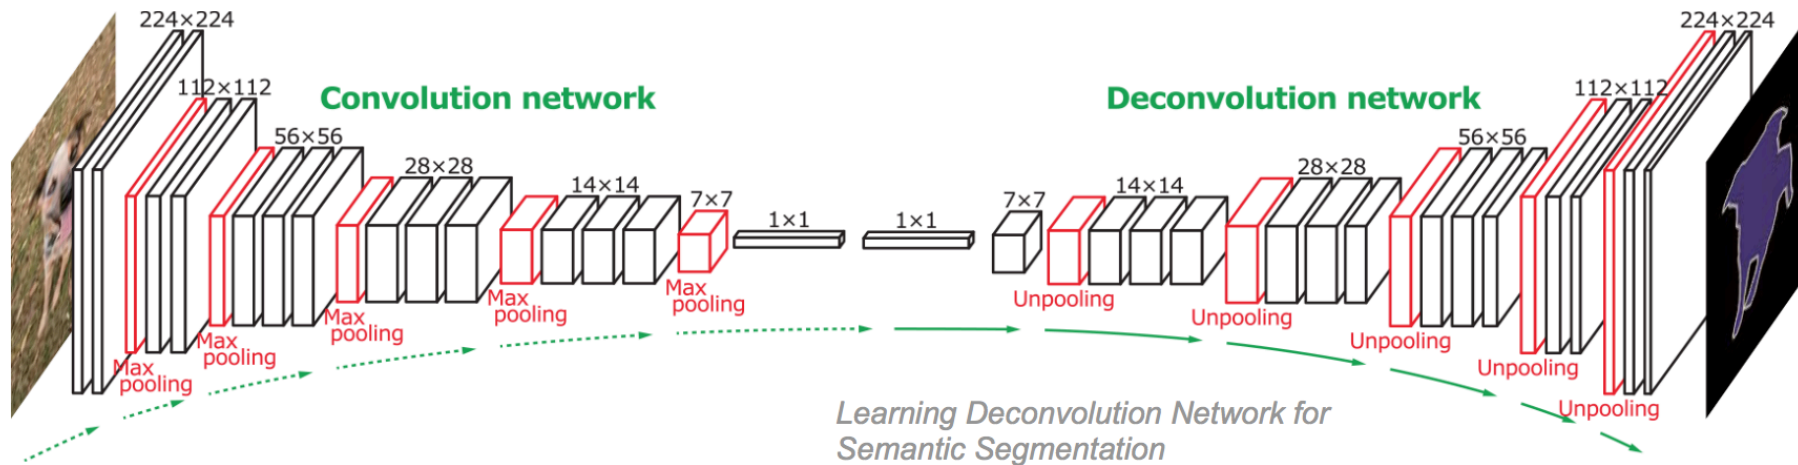 224×224
112×112
Convolution network
56×56
28×28
14×14
7×7
1×1
1×1
7×7
14×14
28×28
Deconvolution network
56×56
112×112
224×224
Max
pooling
Max
pooling
Max
pooling
Max
pooling
Max
pooling
Unpooling
Unpooling
Unpooling
Unpooling
Unpooling
Learning Deconvolution Network for
Semantic Segmentation